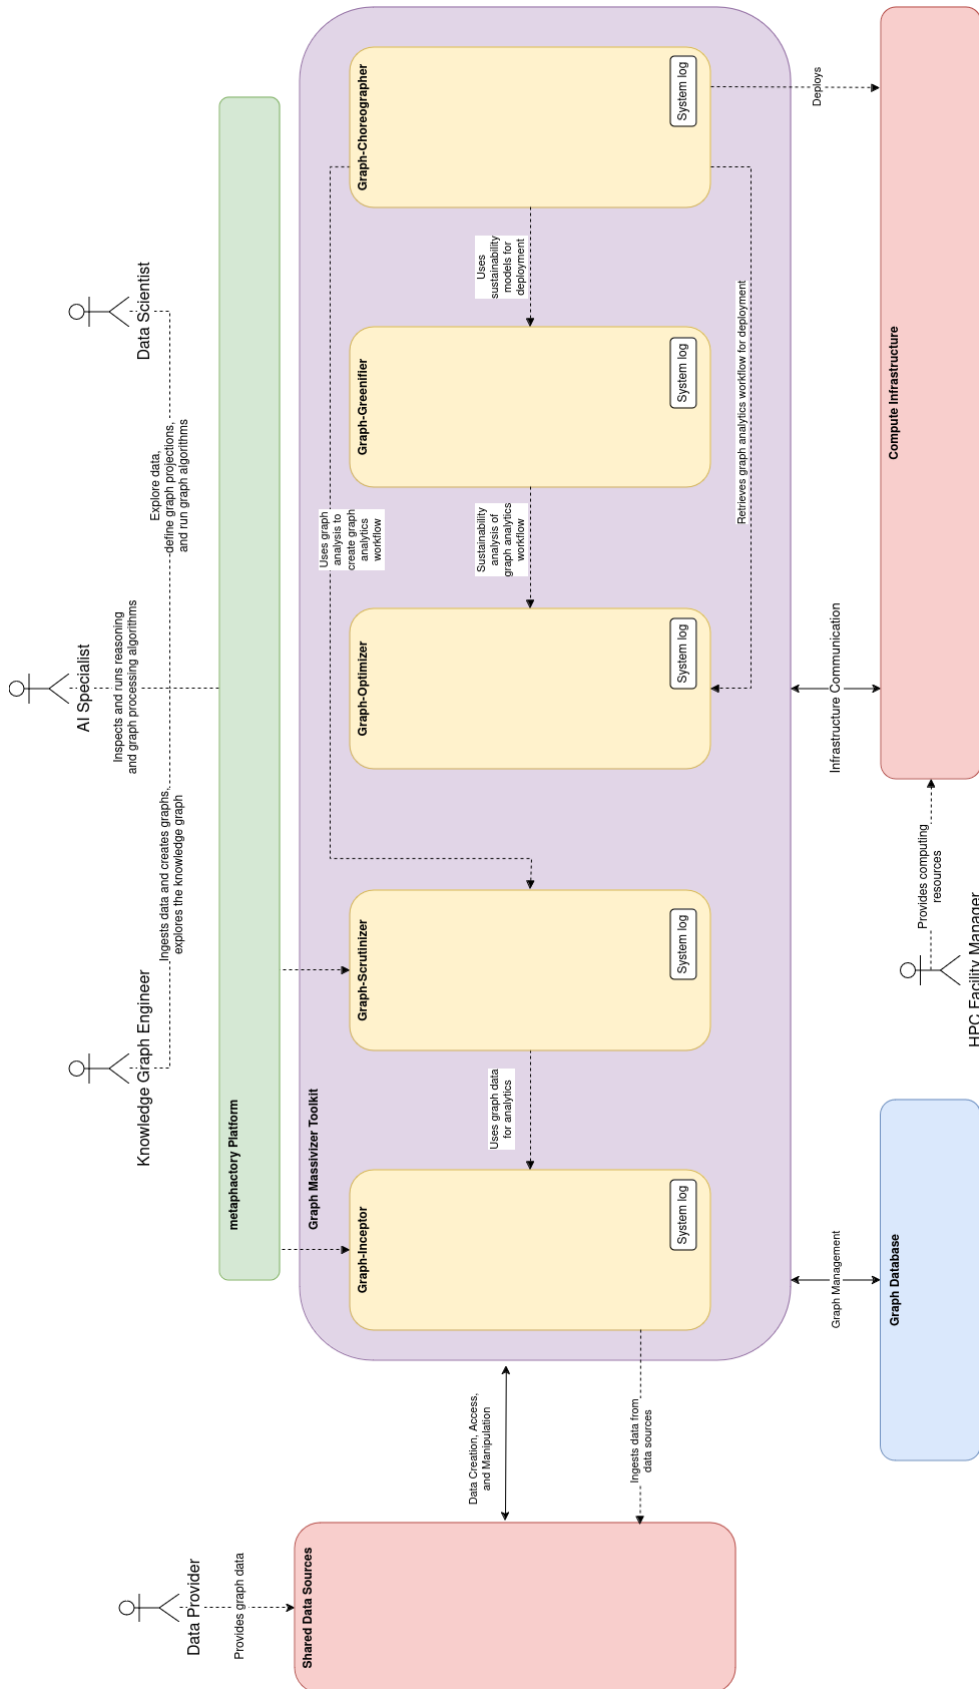 Data Provider
Provides graph data
Shared Data Sources
Data Creation, Access,
and Manipulation
Ingests data from
data sources
Knowledge Graph Engineer
Ingests data and creates graphs,
explores the knowledge graph
AI Specialist
Inspects and runs reasoning
and graph processing algorithms
Data Scientist
Explore data,
define graph projections,
and run graph algorithms
metaphactory Platform
Graph Massivizer Toolkit
Graph-Inceptor
System log
Uses graph data
for analytics
Graph-Scrutinizer
System log
Uses graph
analysis to
create graph
analytics
workflow
Graph-Optimizer
System log
Sustainability
analysis of
graph analytics
workflow
Graph-Greenifier
System log
Uses
sustainability
models for
deployment
Graph-Choreographer
System log
Retrieves graph analytics workflow for deployment
Deploys
Graph Management
Graph Database
Infrastructure Communication
HPC Facility Manager
Provides computing
resources
Compute Infrastructure